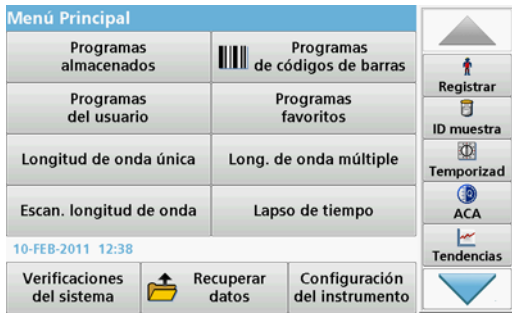 Menú Principal
Programas
almacenados
Programas
de códigos de barras
Programas
del usuario
Programas
favoritos
Longitud de onda única
Long. de onda múltiple
Escan. longitud de onda
Lapso de tiempo
10-FEB-2011 12:38
Verificaciones
del sistema
Recuperar
datos
Configuración
del instrumento
Registrar
ID muestra
Temporizad
ACA
Tendencias